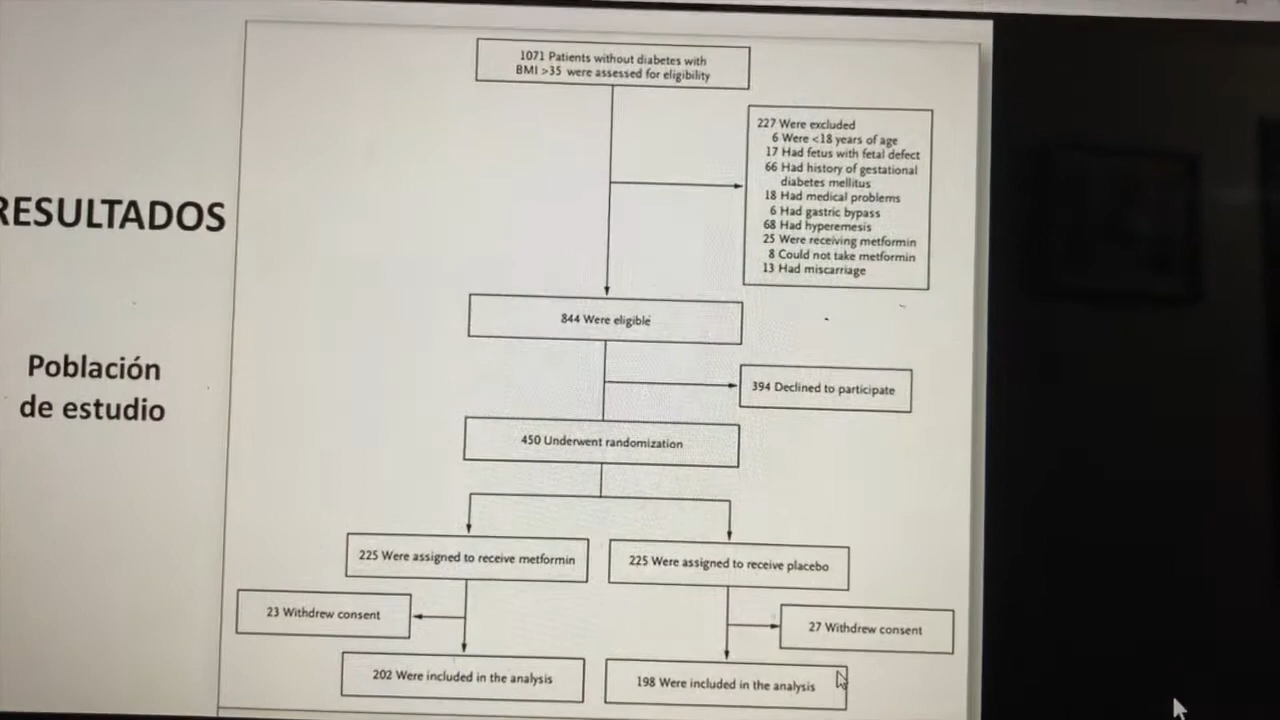 RESULTADOS
Población
de estudio
1071 Patients without diabetes with
BMI >35 were assessed for eligibility
227 Were excluded
6 Were <18 years of age
17 Had fetus with fetal defect
66 Had history of gestational
diabetes mellitus
18 Had medical problems
6 Had gastric bypass
68 Had hyperemesis
25 Were receiving metformin
8 Could not take metformin
13 Had miscarriage
844 Were eligible
394 Declined to participate
450 Underwent randomization
225 Were assigned to receive metformin
225 Were assigned to receive placebo
23 Withdrew consent
27 Withdrew consent
202 Were included in the analysis
198 Were included in the analysis